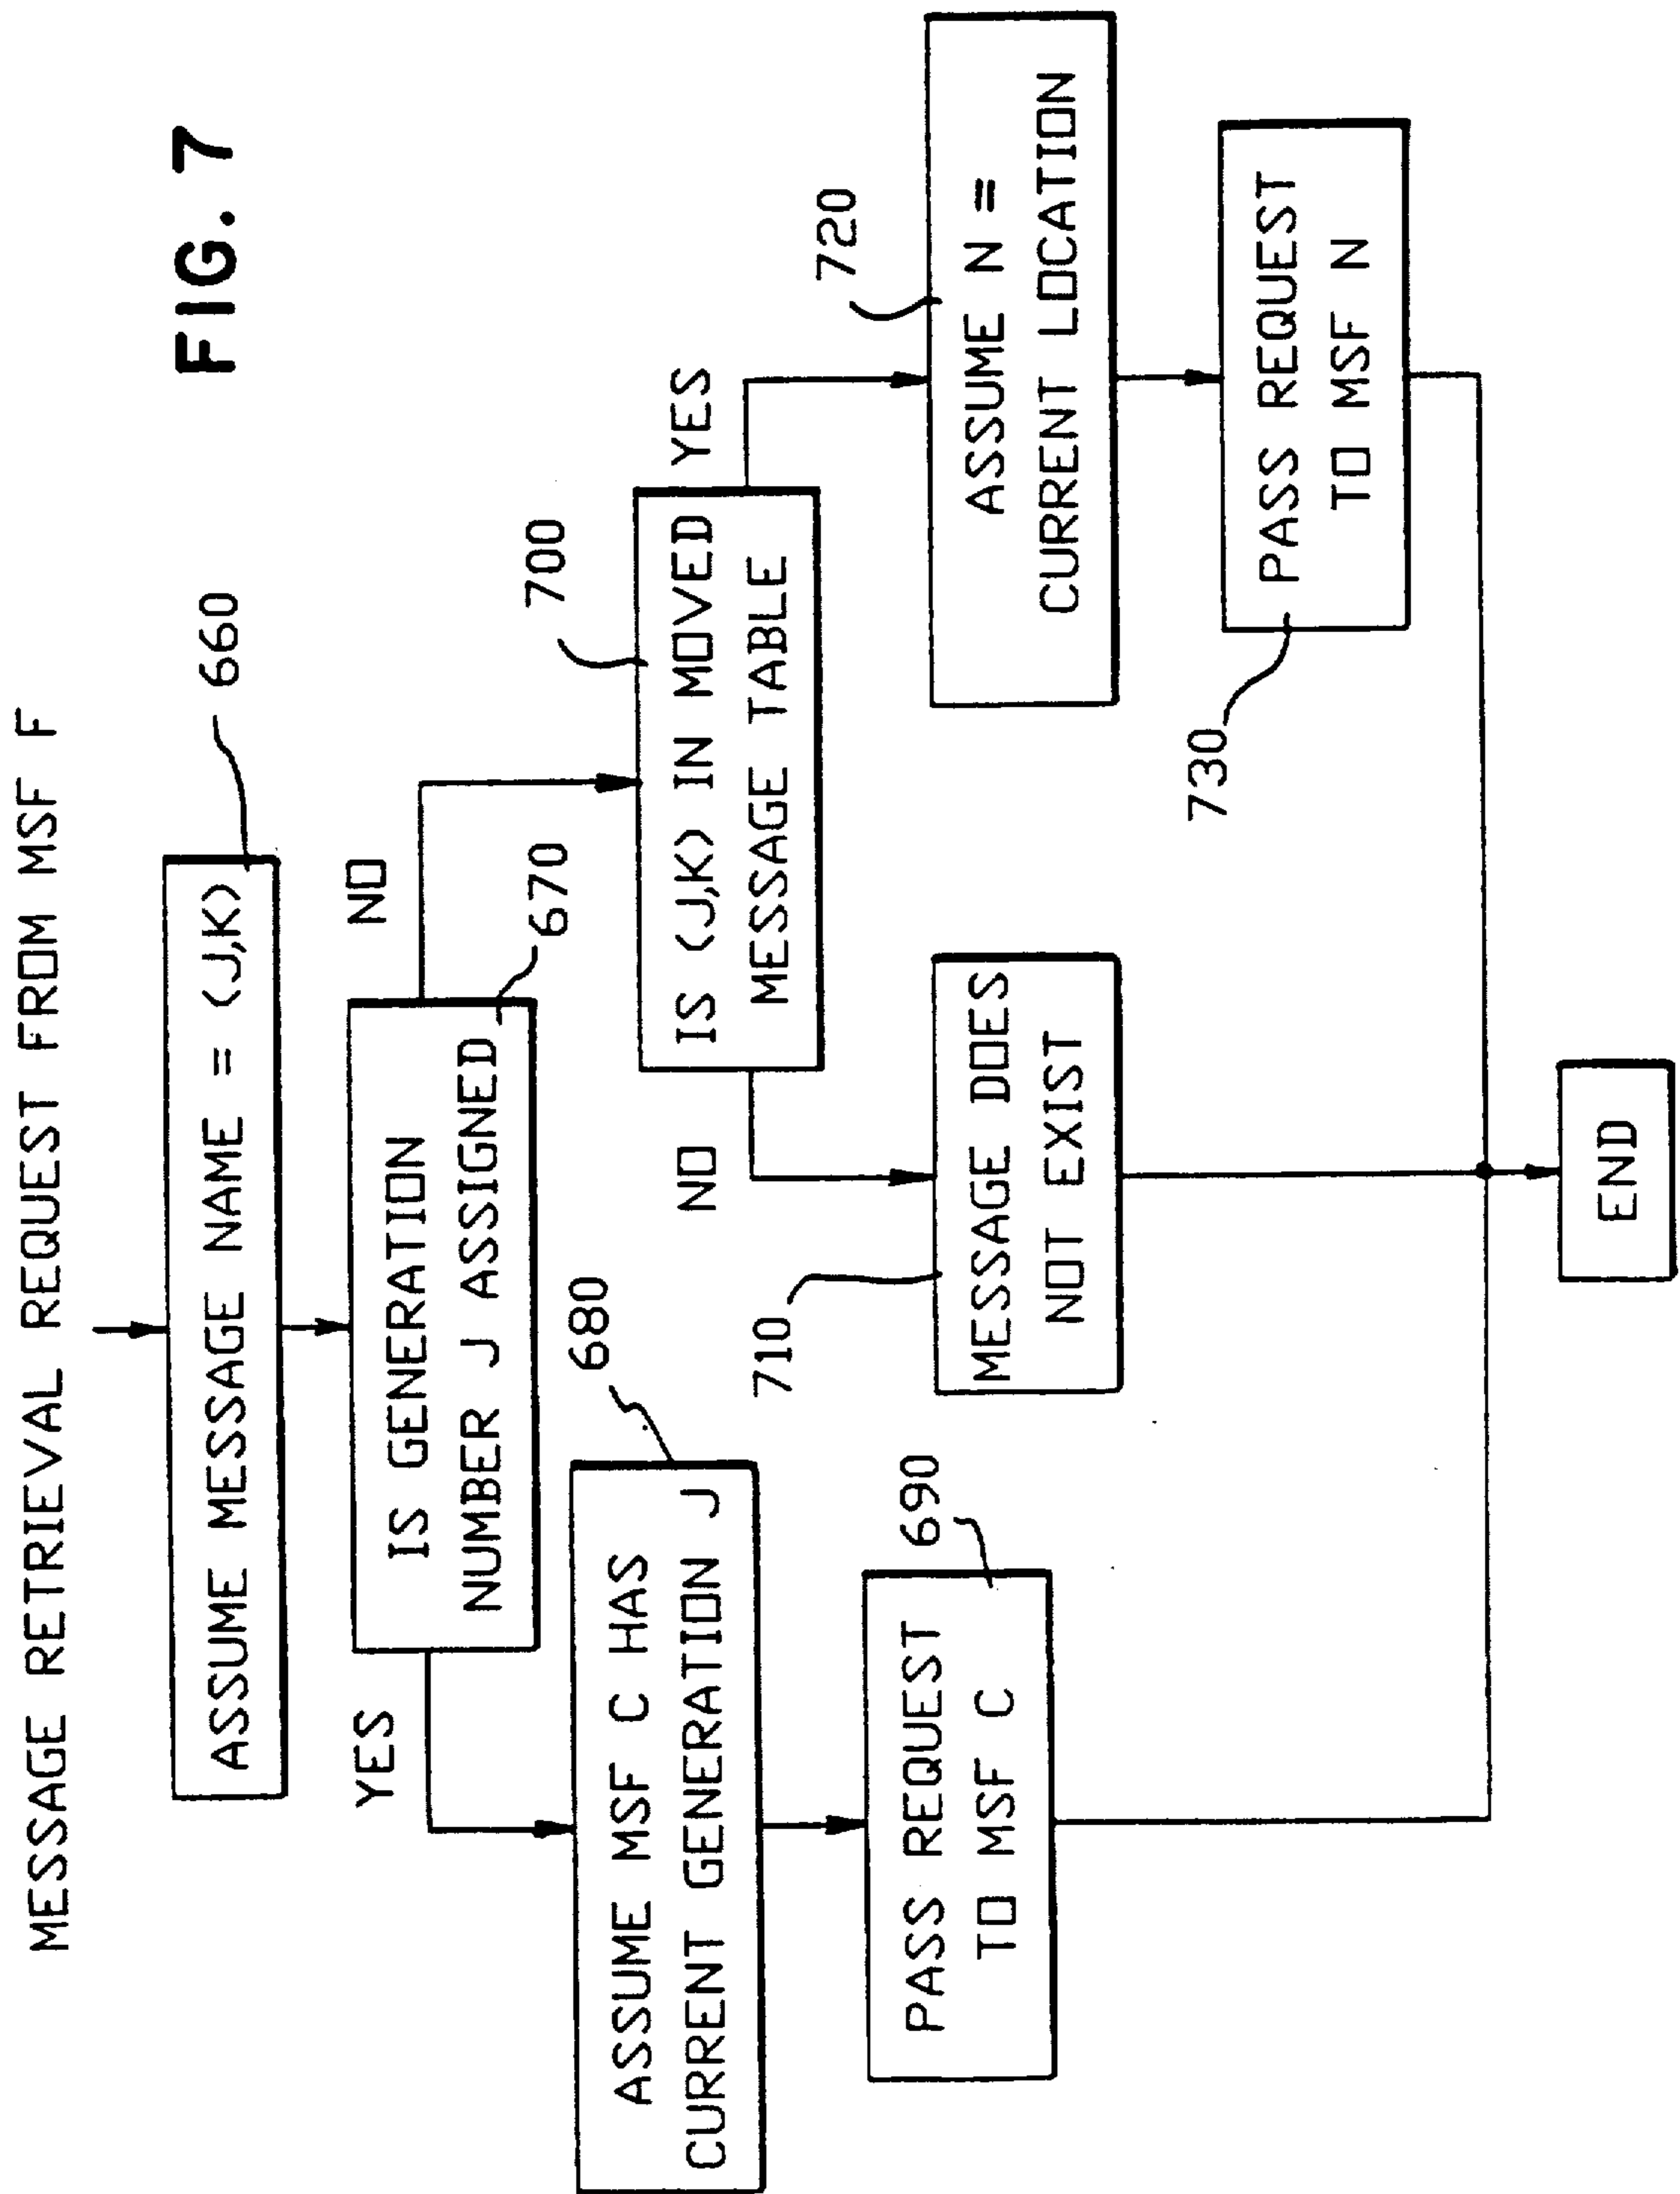 MESSAGE RETRIEVAL REQUEST FROM MSF F
FIG. 7
ASSUME MESSAGE NAME = (J,K)
660
YES
IS GENERATION
NUMBER J ASSIGNED
670
NO
680
ASSUME MSF C HAS
CURRENT GENERATION J
700
IS (J,K) IN MOVED
MESSAGE TABLE
NO
YES
690
PASS REQUEST
TO MSF C
710
MESSAGE DOES
NOT EXIST
720
ASSUME N =
CURRENT LOCATION
730
PASS REQUEST
TO MSF N
END